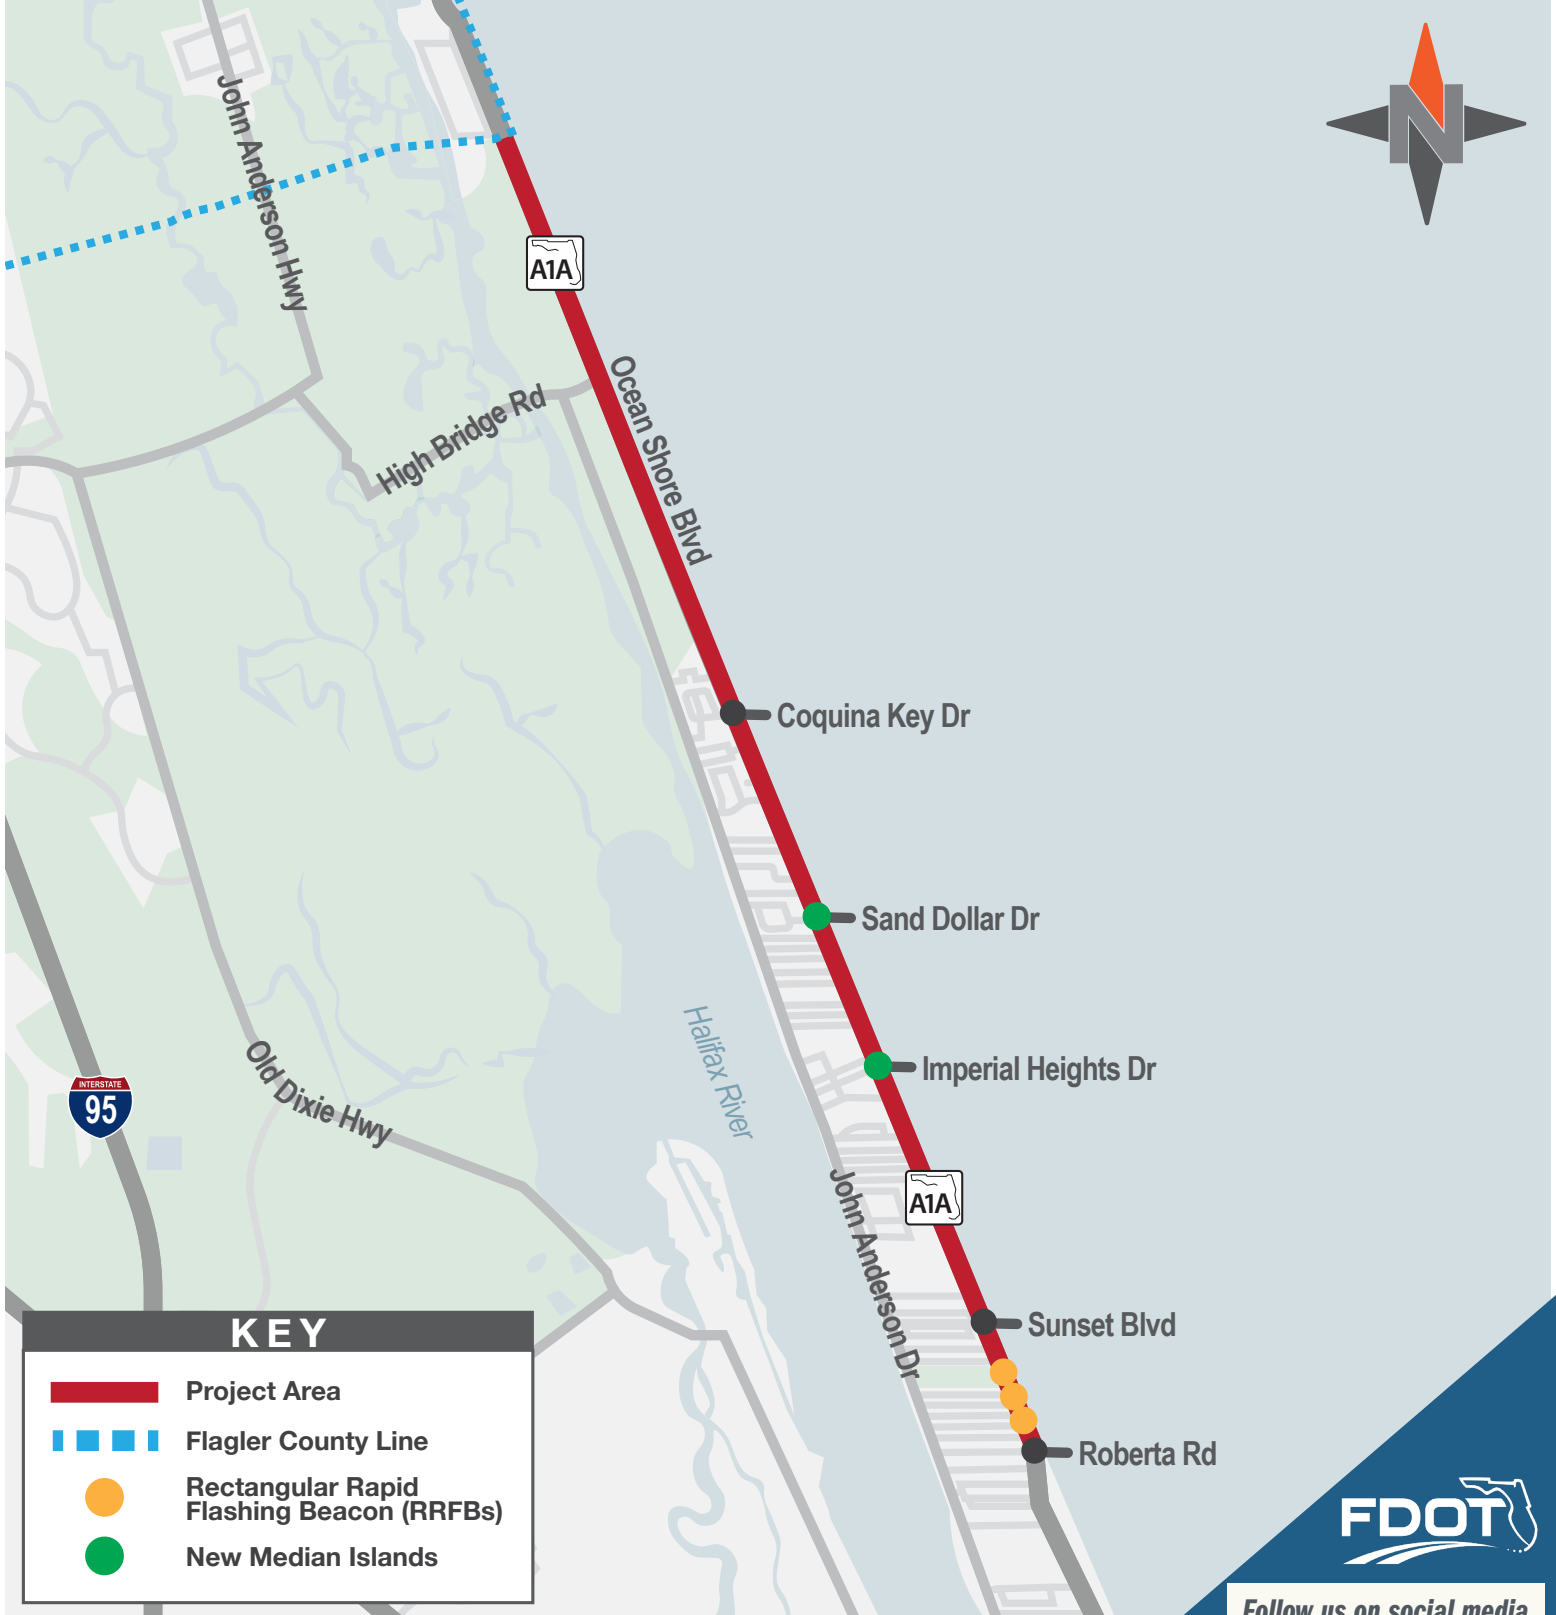 John Anderson Hwy
N
A1A
Ocean Shore Blvd
High Bridge Rd
Coquina Key Dr
Sand Dollar Dr
Halifax River
Imperial Heights Dr
INTERSTATE
95
Old Dixie Hwy
A1A
John Anderson Dr
Sunset Blvd
Roberta Rd
KEY
Project Area
Flagler County Line
Rectangular Rapid
Flashing Beacon (RRFBs)
New Median Islands
FDOT
Follow us on social media